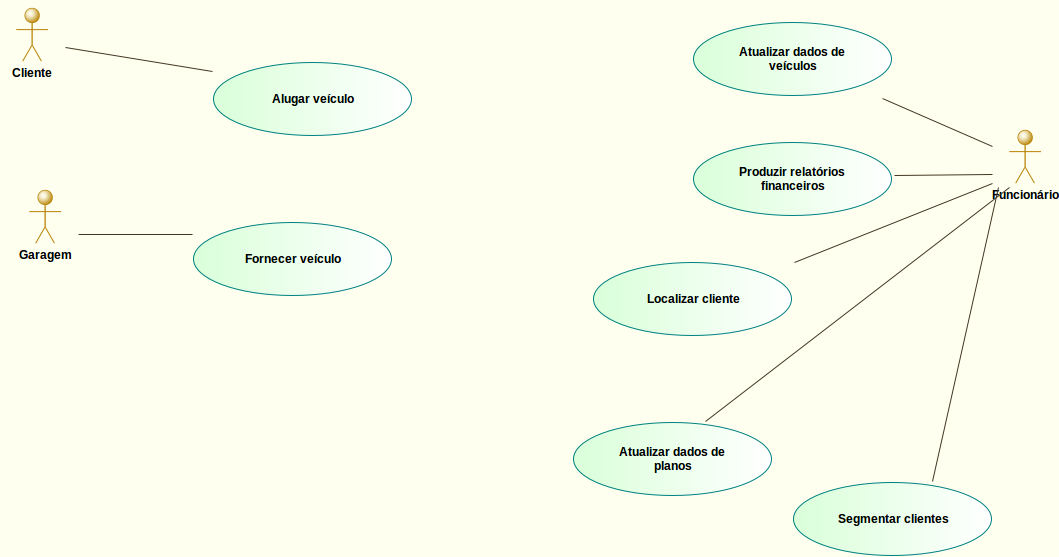 Cliente
Alugar veículo
Garagem
Fornecer veículo
Atualizar dados de
veículos
Produzir relatórios
financeiros
Funcionário
Localizar cliente
Atualizar dados de
planos
Segmentar clientes